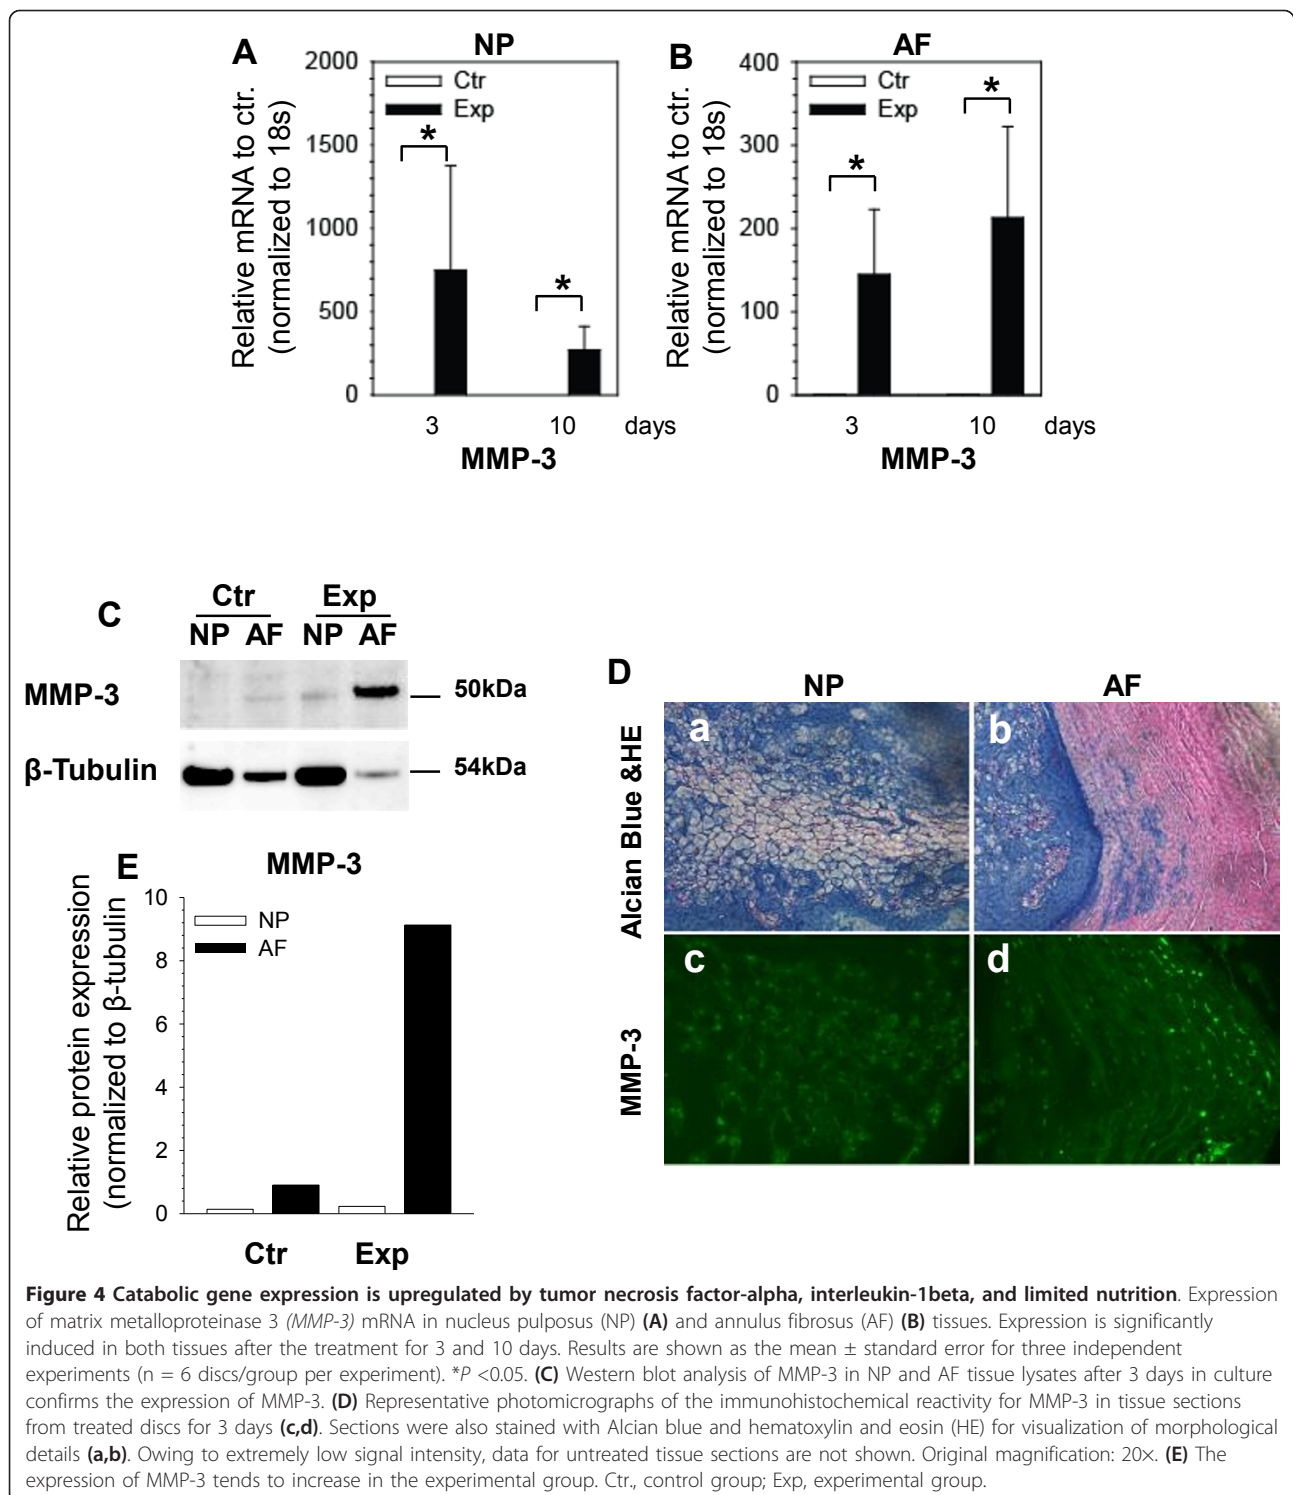 A
NP
Relative mRNA to ctr.
(normalized to 18s)
2000
1500
1000
500
0
Ctr
Exp
*
*
3
10
days
MMP-3
B
AF
Relative mRNA to ctr.
(normalized to 18s)
400
300
200
100
0
Ctr
Exp
*
*
3
10
days
MMP-3
C
Ctr
Exp
NP
AF
NP
AF
MMP-3
50kDa
β-Tubulin
54kDa
D
NP
AF
Alcian Blue &HE
a
b
MMP-3
c
d
E
MMP-3
Relative protein expression
(normalized to β-tubulin
10
8
6
4
2
0
NP
AF
Ctr
Exp
Figure 4 Catabolic gene expression is upregulated by tumor necrosis factor-alpha, interleukin-1beta, and limited nutrition. Expression
of matrix metalloproteinase 3 (MMP-3) mRNA in nucleus pulposus (NP) (A) and annulus fibrosus (AF) (B) tissues. Expression is significantly
induced in both tissues after the treatment for 3 and 10 days. Results are shown as the mean ± standard error for three independent
experiments (n = 6 discs/group per experiment). *P <0.05. (C) Western blot analysis of MMP-3 in NP and AF tissue lysates after 3 days in culture
confirms the expression of MMP-3. (D) Representative photomicrographs of the immunohistochemical reactivity for MMP-3 in tissue sections
from treated discs for 3 days (c,d). Sections were also stained with Alcian blue and hematoxylin and eosin (HE) for visualization of morphological
details (a,b). Owing to extremely low signal intensity, data for untreated tissue sections are not shown. Original magnification: 20×. (E) The
expression of MMP-3 tends to increase in the experimental group. Ctr., control group; Exp, experimental group.